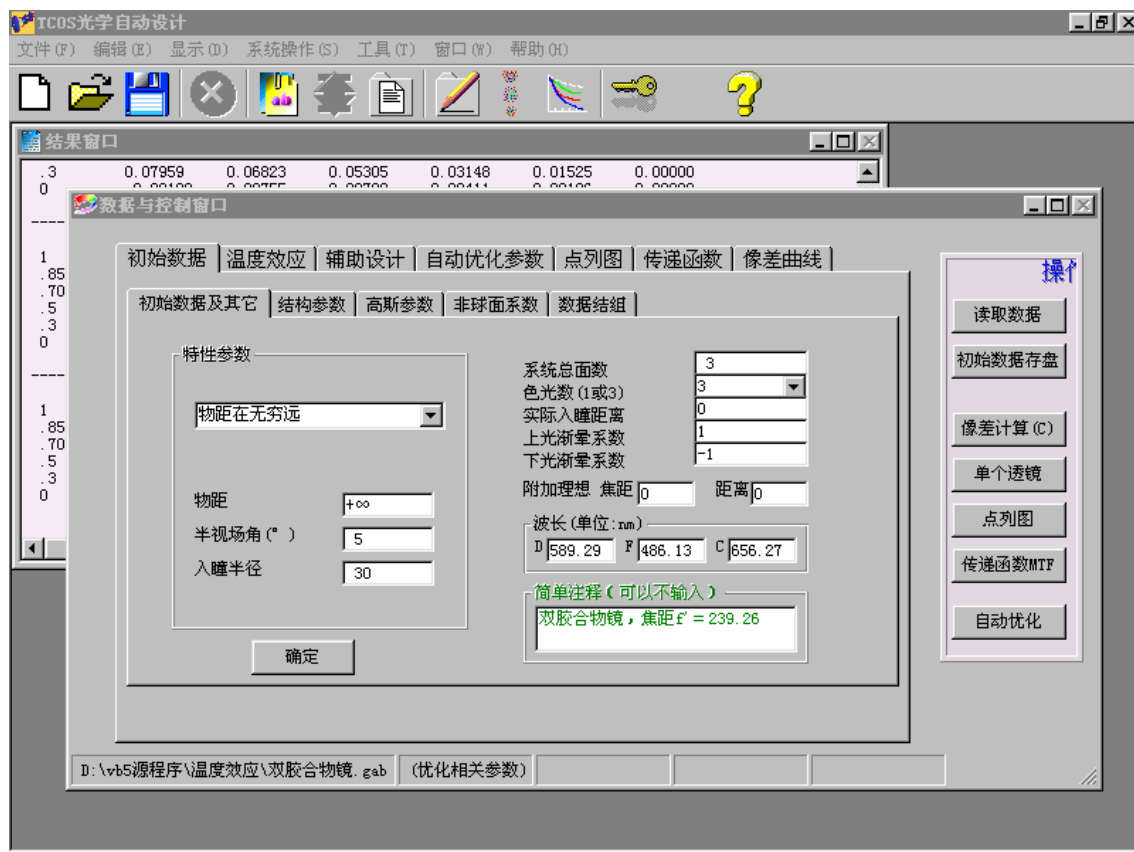 TCOS光学自动设计
文件(F) 编辑(E) 显示(D) 系统操作(S) 工具(T) 窗口(W) 帮助(H)
结果窗口
.3 0.07959 0.06823 0.05305 0.03148 0.01525 0.00000
0
数据与控制窗口
----
1
.85
.70
.5
.3
0
----
1
.85
.70
.5
.3
0
初始数据 温度效应 辅助设计 自动优化参数 点列图 传递函数 像差曲线
初始数据及其它 结构参数 高斯参数 非球面系数 数据结组
特性参数
物距在无穷远
物距 +∞
半视场角(°) 5
入瞳半径 30
确定
系统总面数 3
色光数(1或3) 3
实际入瞳距离 0
上光渐晕系数 1
下光渐晕系数 -1
附加理想 焦距 0 距离 0
波长(单位:nm)
D 589.29 F 486.13 C 656.27
简单注释(可以不输入)
双胶合物镜,焦距f'=239.26
读取数据
初始数据存盘
像差计算(C)
单个透镜
点列图
传递函数MTF
自动优化
D:\vb5源程序\温度效应\双胶合物镜.gab (优化相关参数)